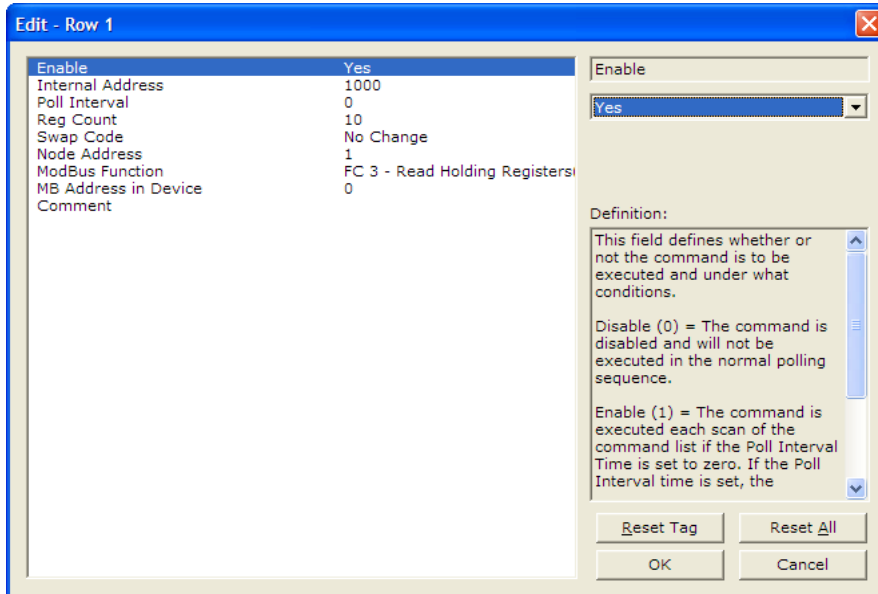 Edit - Row 1
Enable Yes
Internal Address 1000
Poll Interval 0
Reg Count 10
Swap Code No Change
Node Address 1
ModBus Function FC 3 - Read Holding Registers(
MB Address in Device 0
Comment
Enable
Yes
Definition:
This field defines whether or
not the command is to be
executed and under what
conditions.
Disable (0) = The command is
disabled and will not be
executed in the normal polling
sequence.
Enable (1) = The command is
executed each scan of the
command list if the Poll Interval
Time is set to zero. If the Poll
Interval time is set, the
Reset Tag Reset All
OK Cancel